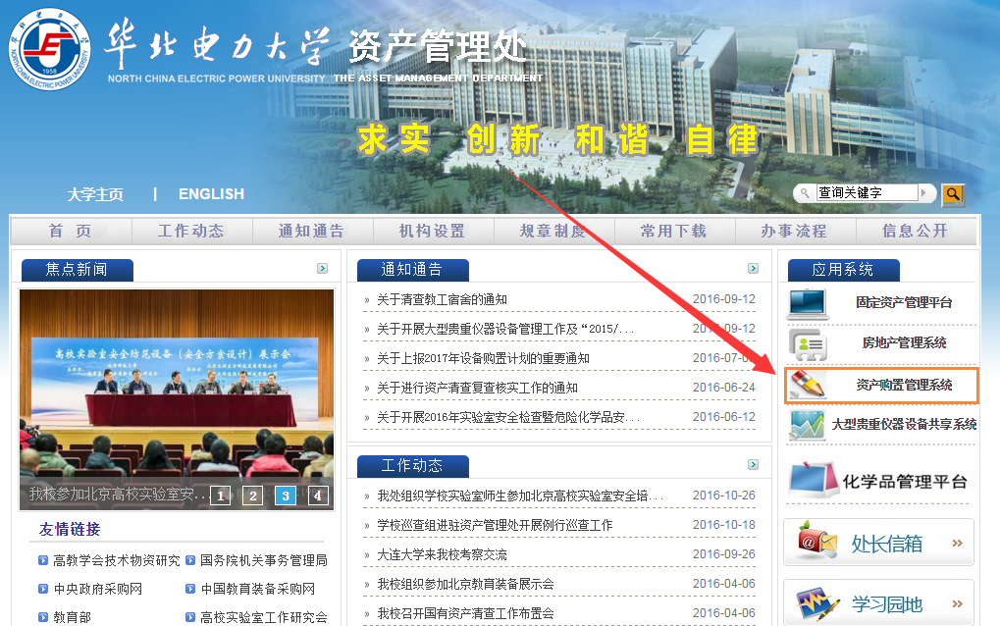 华北电力大学 资产管理处
NORTH CHINA ELECTRIC POWER UNIVERSITY THE ASSET MANAGEMENT DEPARTMENT
1958
求实 创新 和谐 自律
大学主页 | ENGLISH
查询关键字
首 页 工作动态 通知通告 机构设置 规章制度 常用下载 办事流程 信息公开
焦点新闻
高校实验室安全防范设备(安全方案设计)展示会
我校参加北京高校实验室安... 1 2 3 4
友情链接
高教学会技术物资研究 国务院机关事务管理局
中央政府采购网 中国教育装备采购网
教育部 高校实验室工作研究会
通知通告
» 关于清查教工宿舍的通知 2016-09-12
» 关于开展大型贵重仪器设备管理工作及“2015/... 2016-09-12
» 关于上报2017年设备购置计划的重要通知 2016-07-0
» 关于进行资产清查复查核实工作的通知 2016-06-24
» 关于开展2016年实验室安全检查暨危险化学品安... 2016-06-12
工作动态
» 我处组织学校实验室师生参加北京高校实验室安全培... 2016-10-26
» 学校巡查组进驻资产管理处开展例行巡查工作 2016-10-18
» 大连大学来我校考察交流 2016-09-26
» 我校组织参加北京教育装备展示会 2016-04-06
» 我校召开国有资产清查工作布置会 2016-04-06
应用系统
固定资产管理平台
房地产管理系统
资产购置管理系统
大型贵重仪器设备共享系统
化学品管理平台
处长信箱 »
学习园地 »